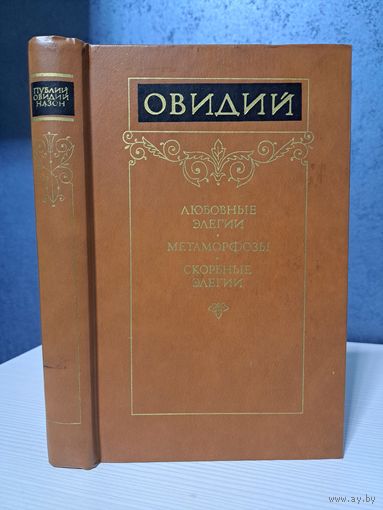 ПУБЛИЙ
ОВИДИЙ
НАЗОН
ОВИДИЙ
ЛЮБОВНЫЕ
ЭЛЕГИИ
•
МЕТАМОРФОЗЫ
•
СКОРБНЫЕ
ЭЛЕГИИ
www.ay.by